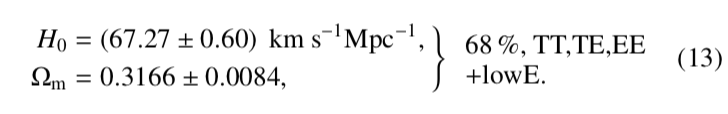 H₀ = (67.27 ± 0.60) km s⁻¹Mpc⁻¹, } 68 %, TT,TE,EE
Ωₘ = 0.3166 ± 0.0084, +lowE. (13)